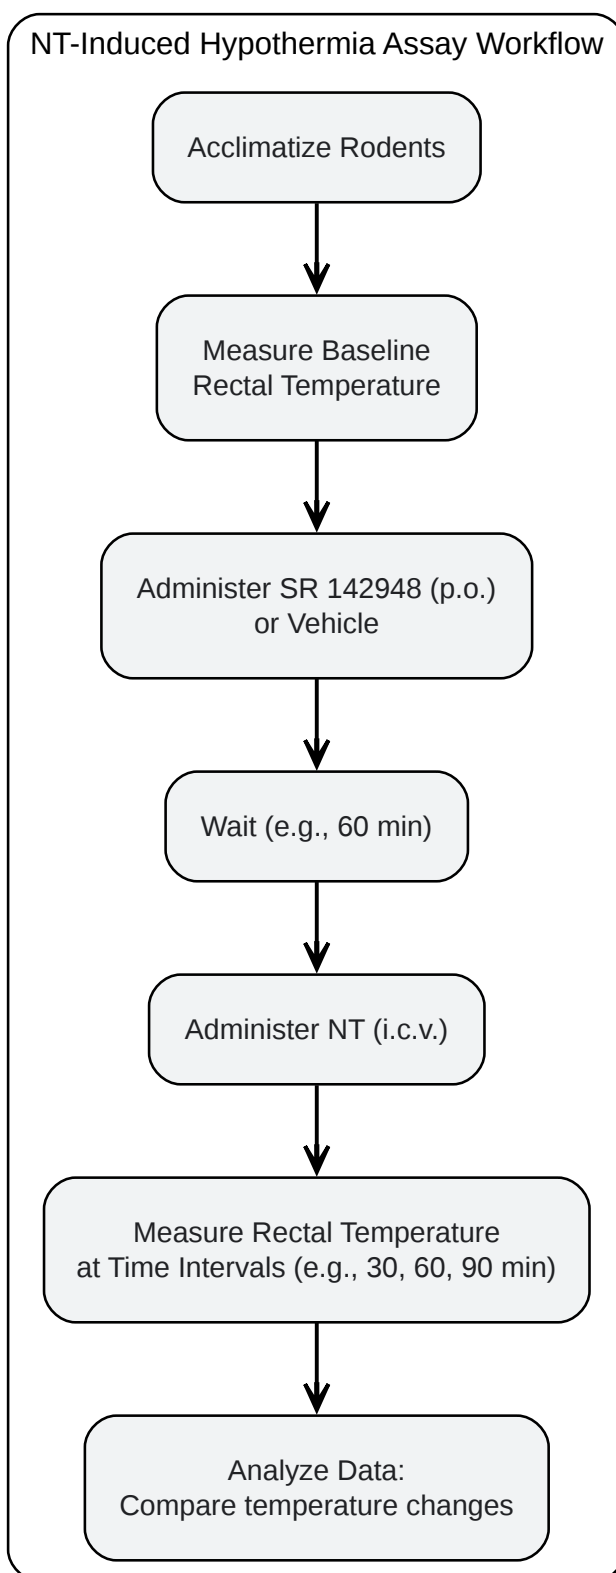 NT-Induced Hypothermia Assay Workflow
Acclimatize Rodents
Measure Baseline
Rectal Temperature
Administer SR 142948 (p.o.)
or Vehicle
Wait (e.g., 60 min)
Administer NT (i.c.v.)
Measure Rectal Temperature
at Time Intervals (e.g., 30, 60, 90 min)
Analyze Data:
Compare temperature changes